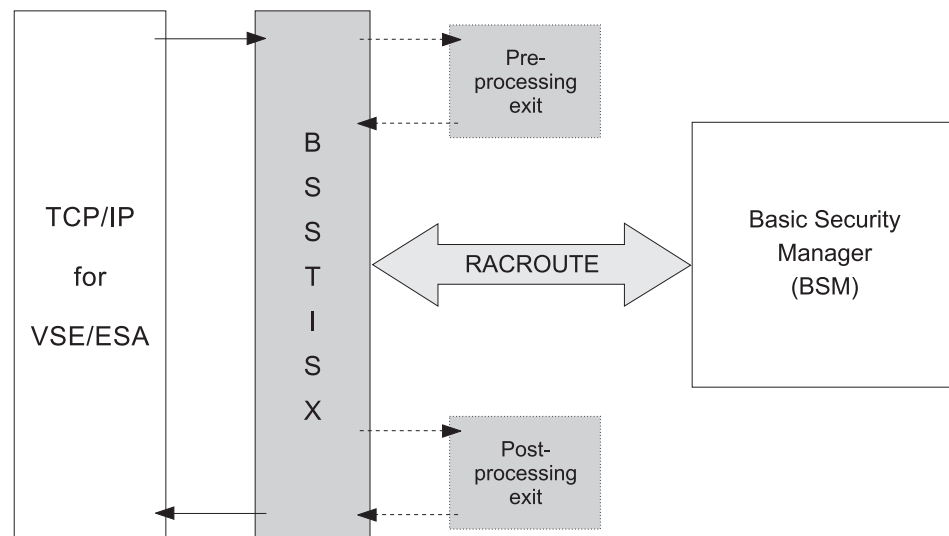 TCP/IP
for
VSE/ESA
B
S
S
T
I
S
X
Pre-
processing
exit
RACROUTE
Basic Security
Manager
(BSM)
Post-
processing
exit